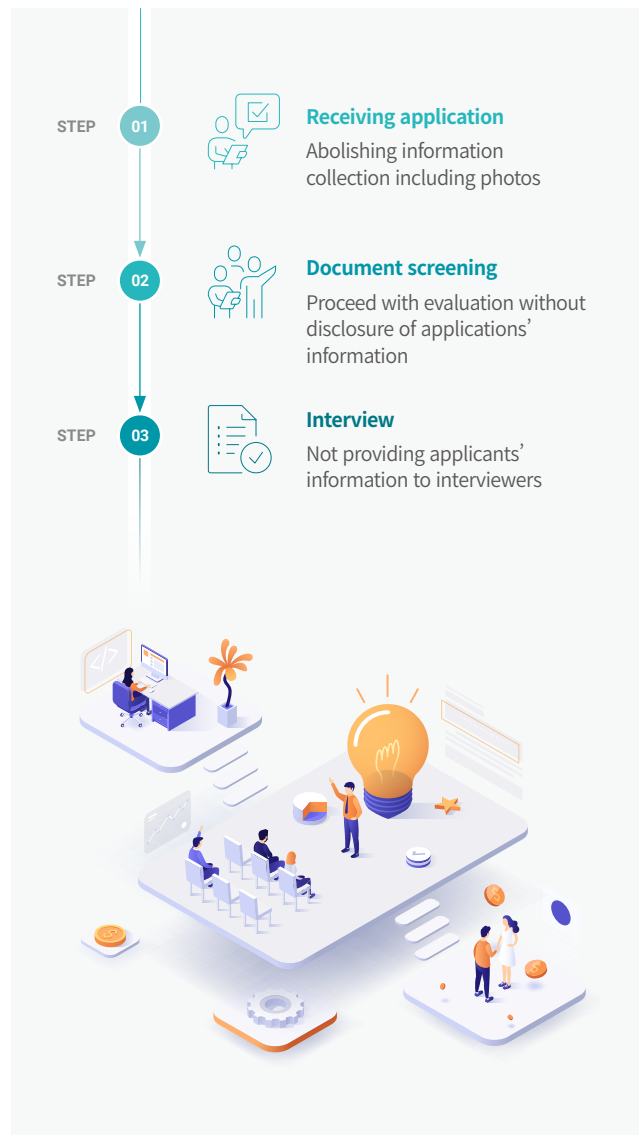 STEP 01
Receiving application
Abolishing information
collection including photos
STEP 02
Document screening
Proceed with evaluation without
disclosure of applications’
information
STEP 03
Interview
Not providing applicants’
information to interviewers
</>
$
$
$